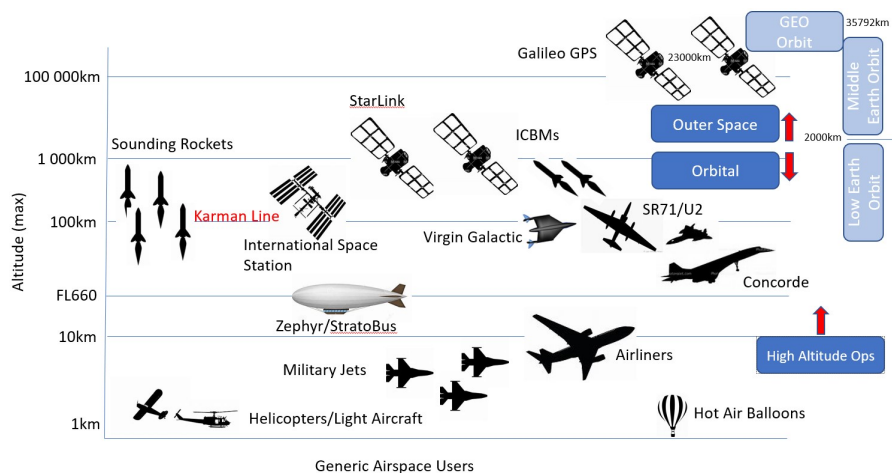 GEO
Orbit
35792km
Galileo GPS
23000km
Middle
Earth Orbit
100 000km
StarLink
Outer Space
2000km
Sounding Rockets
ICBMs
1 000km
Orbital
Low Earth
Orbit
Karman Line
SR71/U2
100km
Virgin Galactic
International Space
Station
Altitude (max)
Concorde
FL660
Zephyr/StratoBus
10km
Airliners
High Altitude Ops
Military Jets
Helicopters/Light Aircraft
Hot Air Balloons
1km
Generic Airspace Users